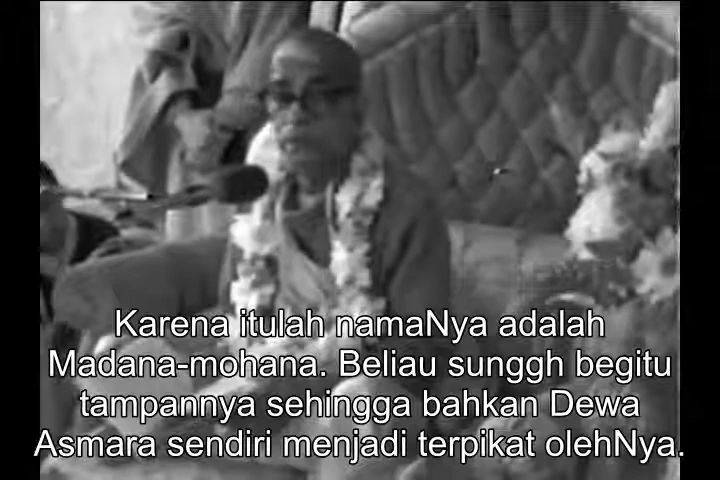 Karena itulah namaNya adalah
Madana-mohana. Beliau sunggh begitu
tampannya sehingga bahkan Dewa
Asmara sendiri menjadi terpikat olehNya.